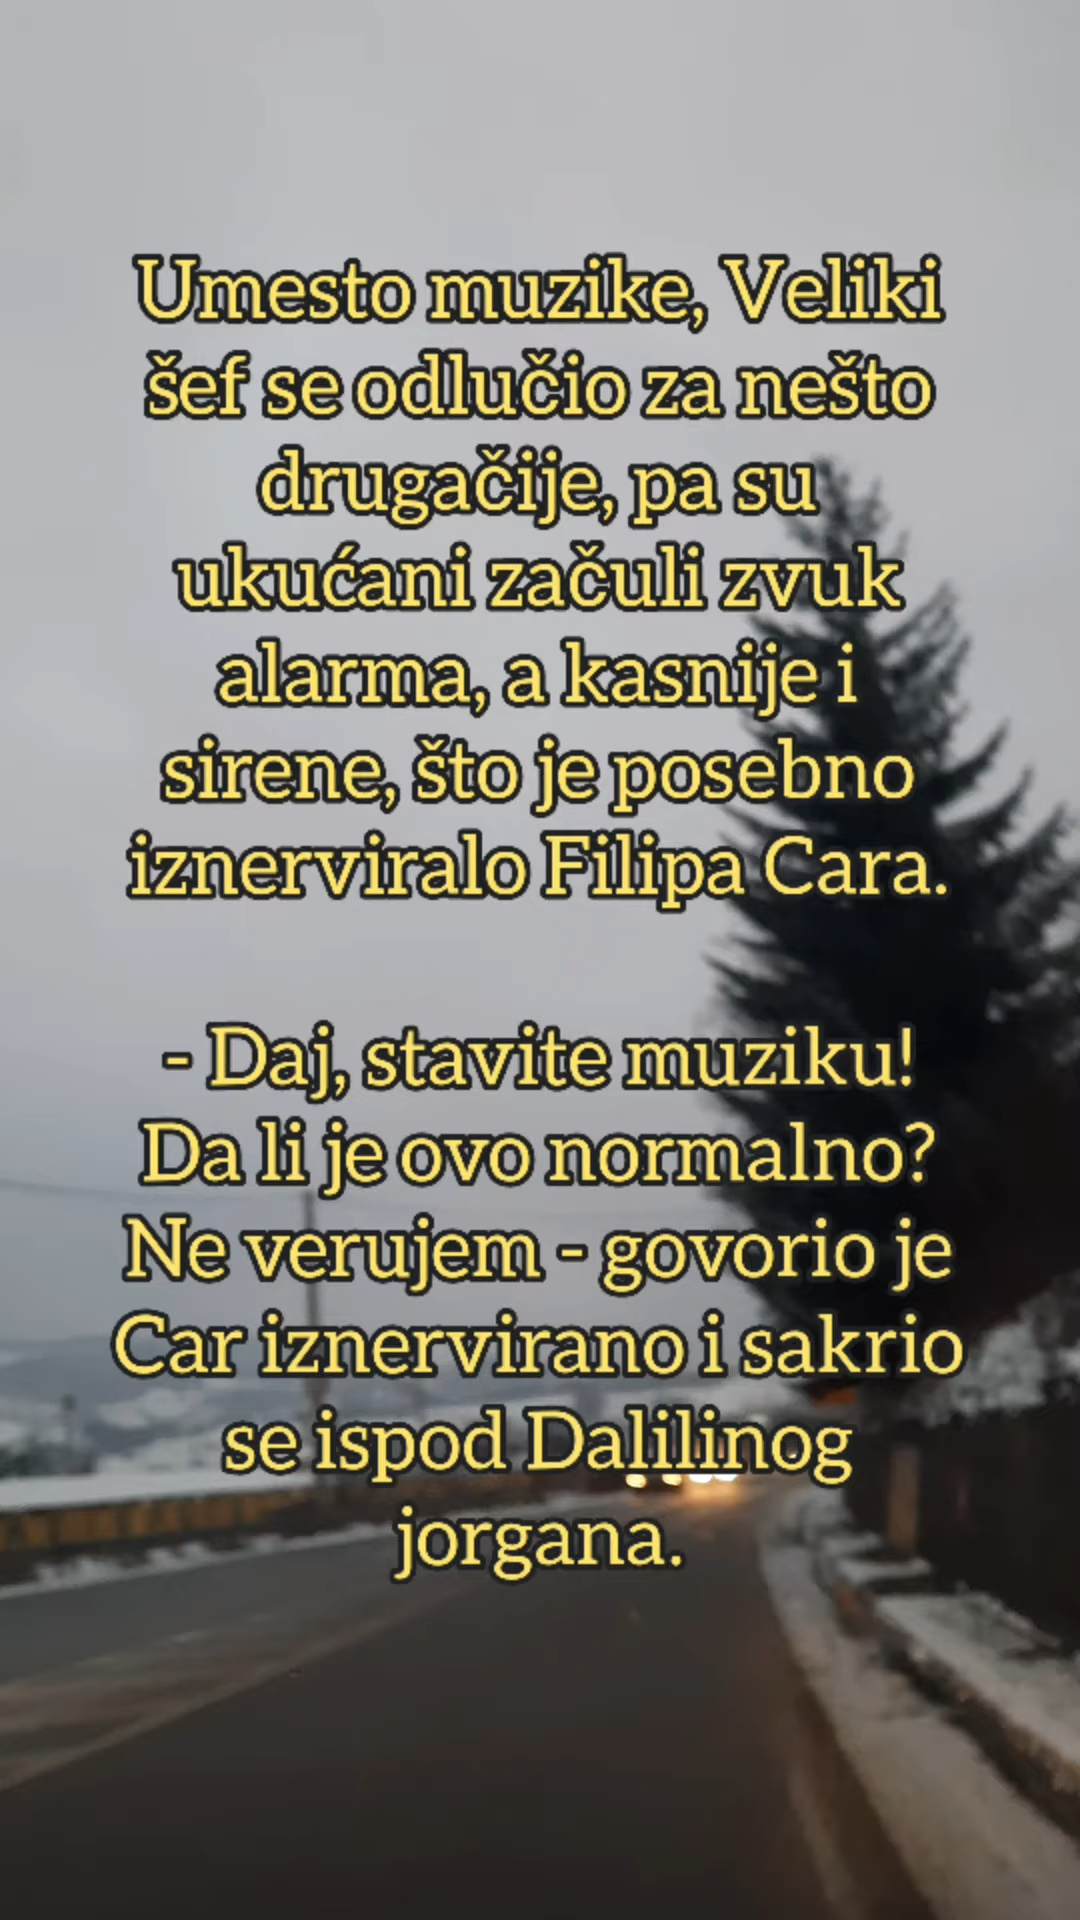 Umesto muzike, Veliki
šef se odlučio za nešto
drugačije, pa su
ukućani začuli zvuk
alarma, a kasnije i
sirene, što je posebno
iznerviralo Filipa Cara.
- Daj, stavite muziku!
Da li je ovo normalno?
Ne verujem - govorio je
Car iznervirano i sakrio
se ispod Dalilinog
jorgana.